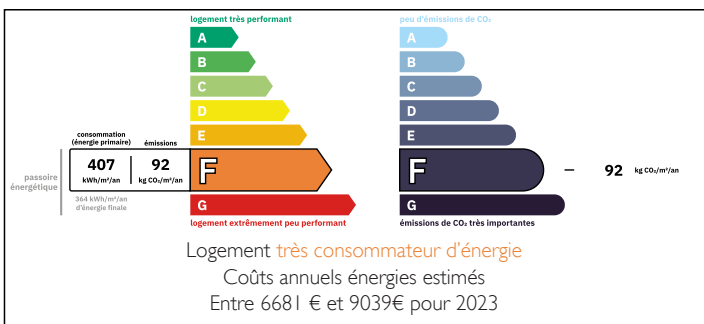 logement très performant
A
B
C
D
E
consommation
(énergie primaire)
émissions
407
kWh/m²/an
92
kg CO₂/m²/an
F
passoire
énergétique
364 kWh/m²/an
d'énergie finale
G
logement extrêmement peu performant
peu d'émissions de CO₂
A
B
C
D
E
F
92 kg CO₂/m²/an
G
émissions de CO₂ très importantes
Logement très consommateur d'énergie
Coûts annuels énergies estimés
Entre 6681 € et 9039€ pour 2023